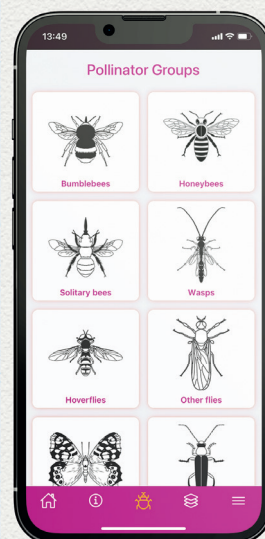 13:49
Pollinator Groups
Bumblebees Honeybees
Solitary bees Wasps
Hoverflies Other flies